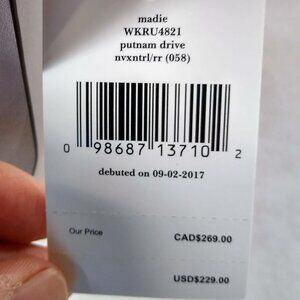 madie
WKRU4821
putnam drive
nvxntrl/rr (058)
0 98687 13710 2
debuted on 09-02-2017
Our Price CAD$269.00
USD$229.00